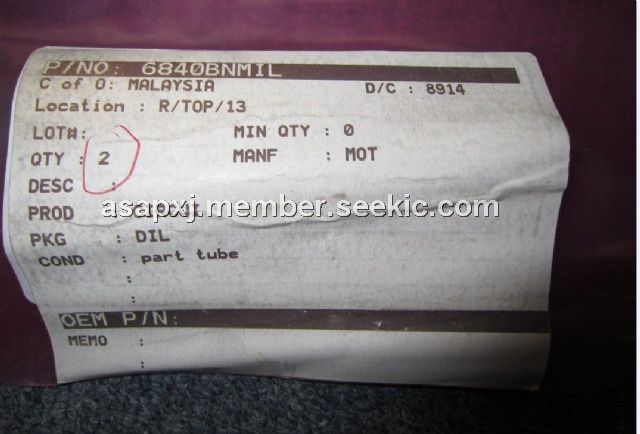 P/NO: 6840BNMIL
C of O: MALAYSIA D/C : 8914
Location : R/TOP/13
LOT#:
QTY : 2 MIN QTY : 0
MANF : MOT
DESC :
PROD
asapxj.member.seekic.com
PKG : DIL
COND : part tube
:
:
OEM P/N:
MEMO :
: